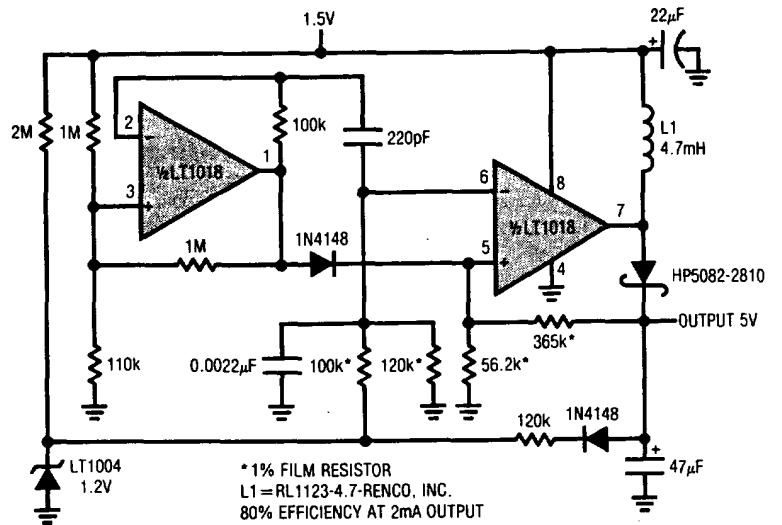 1.5V
22µF
+
2M
1M
2
−
½LT1018
1
3
+
100k
220pF
L1
4.7mH
6
−
8
½LT1018
7
5
+
4
1M
1N4148
HP5082-2810
OUTPUT 5V
365k*
110k
0.0022µF
100k*
120k*
56.2k*
120k
1N4148
+
47µF
LT1004
1.2V
*1% FILM RESISTOR
L1=RL1123-4.7-RENCO, INC.
80% EFFICIENCY AT 2mA OUTPUT